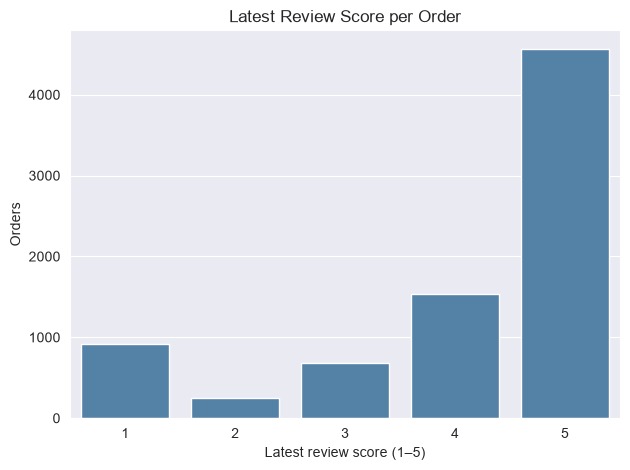 Latest Review Score per Order
Orders
4000
3000
2000
1000
0
1 2 3 4 5
Latest review score (1–5)